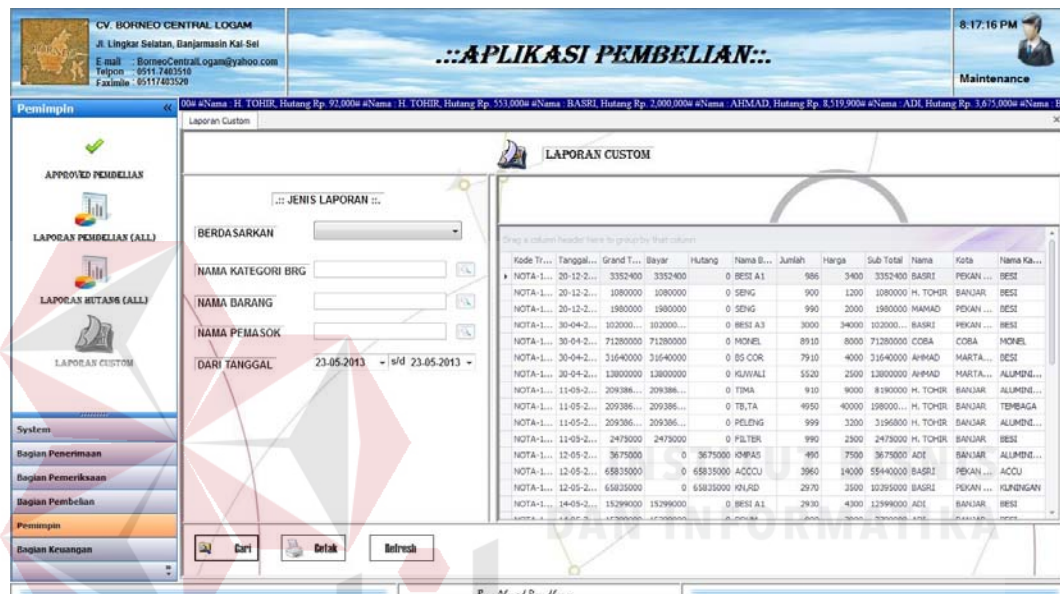 CV. BORNEO CENTRAL LOGAM
Jl. Lingkar Selatan, Banjarmasin Kal-Sel
E-mail : BorneoCentralLogam@yahoo.com
Telpon : 0511.7403510
Faximile : 05117403520
.::APLIKASI PEMBELIAN::.
8:17:16 PM
Maintenance
Pemimpin «
00# #Nama : H. TOHIR, Hutang Rp. 92,000# #Nama : H. TOHIR, Hutang Rp. 553,000# #Nama : BASRI, Hutang Rp. 2,000,000# #Nama : AHMAD, Hutang Rp. 8,519,900# #Nama : ADI, Hutang Rp. 3,675,000# #Nama :
Laporan Custom
APPROVED PEMBELIAN
LAPORAN PEMBELIAN (ALL)
LAPORAN HUTANG (ALL)
LAPORAN CUSTOM
System
Bagian Penerimaan
Bagian Pemeriksaan
Bagian Pembelian
Pemimpin
Bagian Keuangan
LAPORAN CUSTOM
.:: JENIS LAPORAN ::.
BERDASARKAN
NAMA KATEGORI BRG
NAMA BARANG
NAMA PEMASOK
DARI TANGGAL 23.05.2013 s/d 23.05.2013
Cari Cetak Refresh
Drag a column header here to group by that column
Kode Tr... Tanggal... Grand T... Bayar Hutang Nama B... Jumlah Harga Sub Total Nama Kota Nama Ka...
NOTA-1... 20-12-2... 3352400 3352400 0 BESI A1 986 3400 3352400 BASRI PEKAN ... BESI
NOTA-1... 20-12-2... 1080000 1080000 0 SENG 900 1200 1080000 H. TOHIR BANJAR BESI
NOTA-1... 20-12-2... 1980000 1980000 0 SENG 990 2000 1980000 MAMAD PEKAN ... BESI
NOTA-1... 30-04-2... 102000... 102000... 0 BESI A3 3000 34000 102000... BASRI PEKAN ... BESI
NOTA-1... 30-04-2... 71280000 71280000 0 MONEL 8910 8000 71280000 COBA COBA MONEL
NOTA-1... 30-04-2... 31640000 31640000 0 BS COR 7910 4000 31640000 AHMAD MARTA... BESI
NOTA-1... 30-04-2... 13800000 13800000 0 KUWALI 5520 2500 13800000 AHMAD MARTA... ALUMINI...
NOTA-1... 11-05-2... 209386... 209386... 0 TIMA 910 9000 8190000 H. TOHIR BANJAR ALUMINI...
NOTA-1... 11-05-2... 209386... 209386... 0 TB,TA 4950 40000 198000... H. TOHIR BANJAR TEMBAGA
NOTA-1... 11-05-2... 209386... 209386... 0 PELENG 999 3200 3196800 H. TOHIR BANJAR ALUMINI...
NOTA-1... 11-05-2... 2475000 2475000 0 FILTER 990 2500 2475000 H. TOHIR BANJAR BESI
NOTA-1... 12-05-2... 3675000 0 3675000 KMPAS 490 7500 3675000 ADI BANJAR ALUMINI...
NOTA-1... 12-05-2... 65835000 0 65835000 ACCCU 3960 14000 55440000 BASRI PEKAN ... ACCU
NOTA-1... 12-05-2... 65835000 0 65835000 KN,RD 2970 3500 10395000 BASRI PEKAN ... KUNINGAN
NOTA-1... 14-05-2... 15299000 15299000 0 BESI A1 2930 4300 12599000 ADI BANJAR BESI
DAN INFORMATIKA